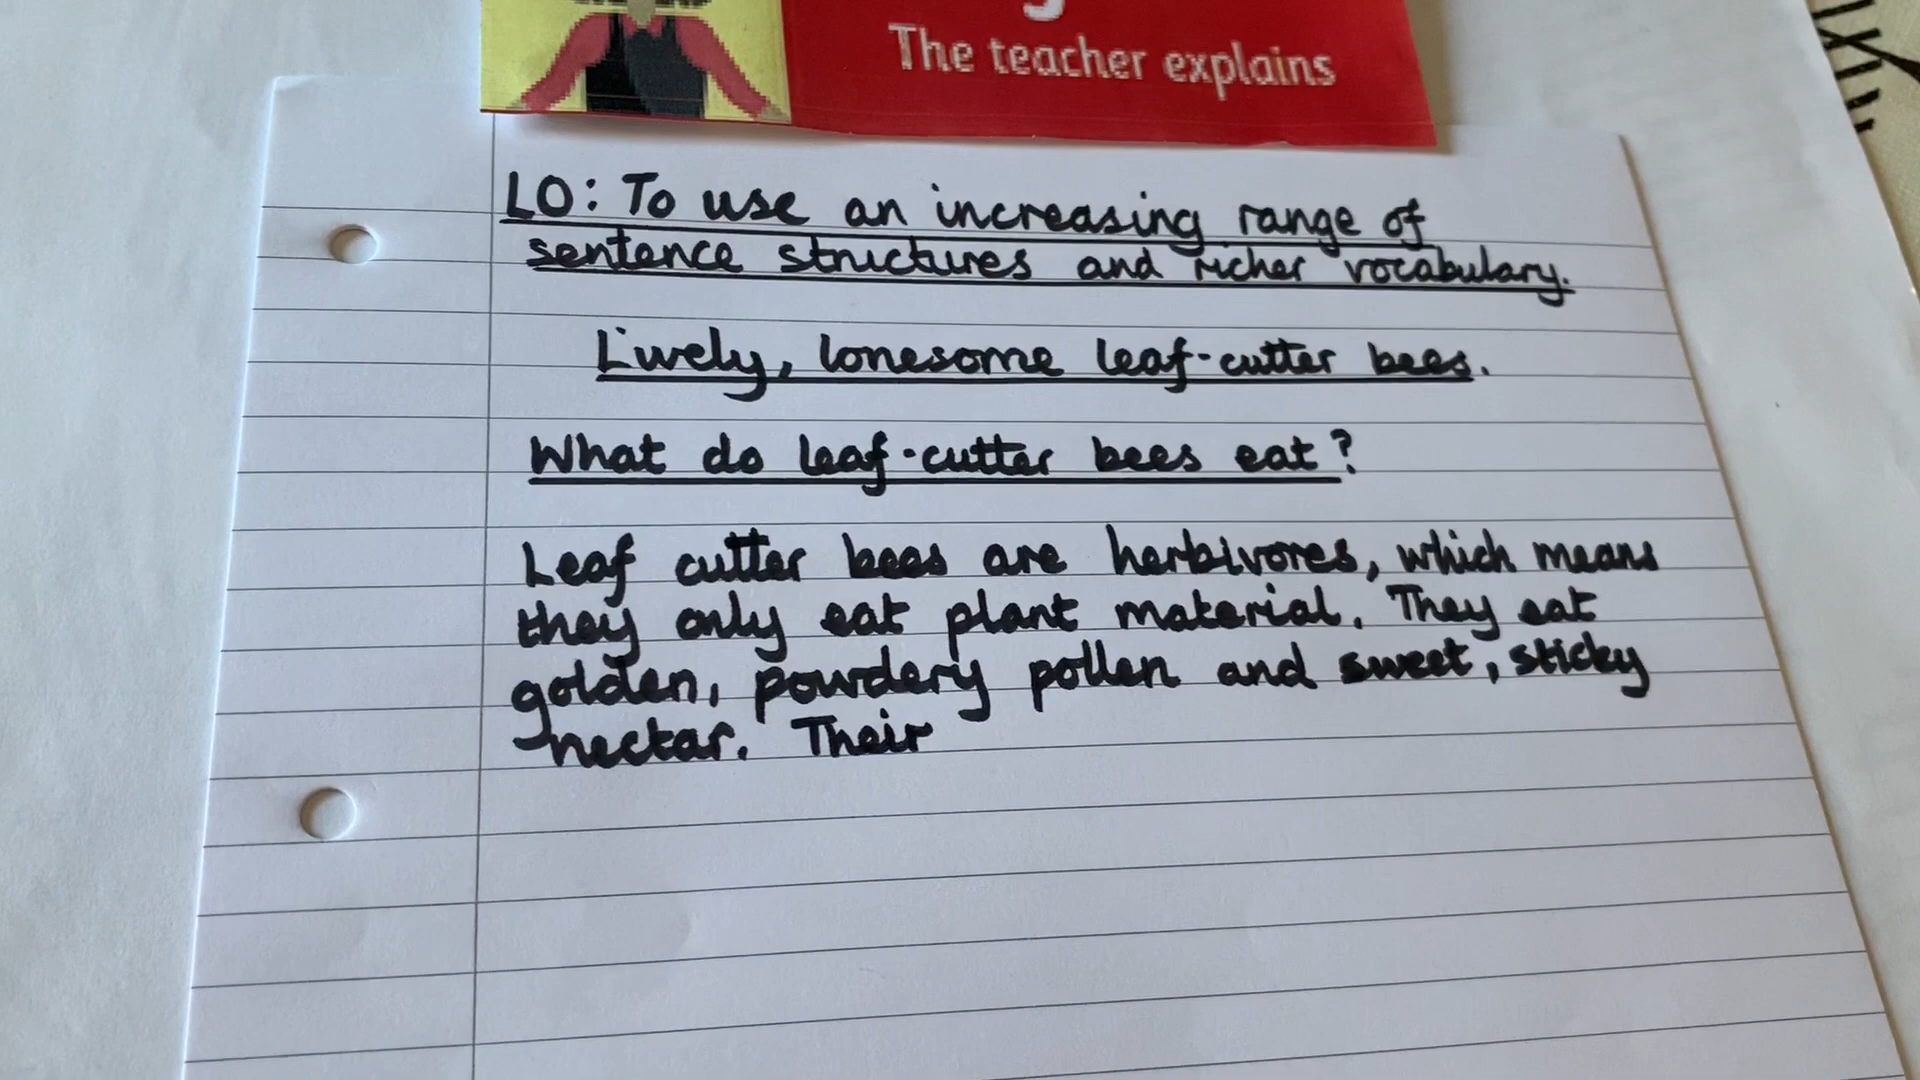 The teacher explains
LO: To use an increasing range of
sentence structures and richer vocabulary.
Lively, lonesome leaf-cutter bees.
What do leaf-cutter bees eat?
Leaf cutter bees are herbivores, which means
they only eat plant material. They eat
golden, powdery pollen and sweet, sticky
nectar. Their